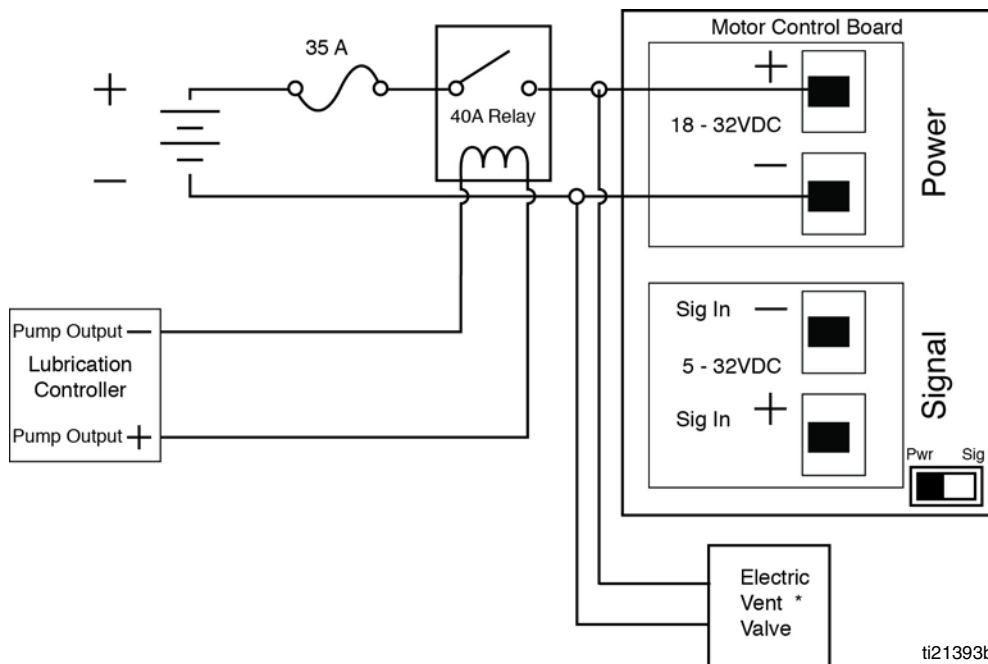 Motor Control Board
35 A
+
+
40A Relay
18 - 32VDC
—
—
Power
Pump Output —
Lubrication
Controller
Pump Output +
Sig In —
5 - 32VDC
Sig In +
Signal
Pwr Sig
Electric
Vent *
Valve
ti21393b